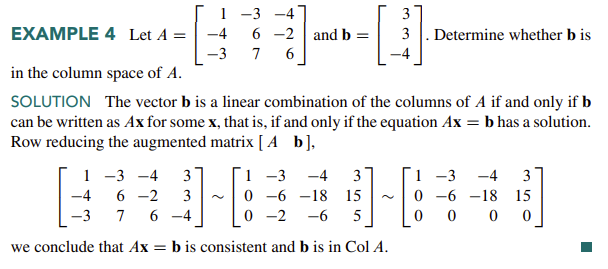 EXAMPLE 4 Let A = [ 1 −3 −4 ; −4 6 −2 ; −3 7 6 ] and b = [ 3 ; 3 ; −4 ]. Determine whether b is
in the column space of A.
SOLUTION The vector b is a linear combination of the columns of A if and only if b
can be written as Ax for some x, that is, if and only if the equation Ax = b has a solution.
Row reducing the augmented matrix [ A b ],
[ 1 −3 −4 3 ; −4 6 −2 3 ; −3 7 6 −4 ] ~ [ 1 −3 −4 3 ; 0 −6 −18 15 ; 0 −2 −6 5 ] ~ [ 1 −3 −4 3 ; 0 −6 −18 15 ; 0 0 0 0 ]
we conclude that Ax = b is consistent and b is in Col A.